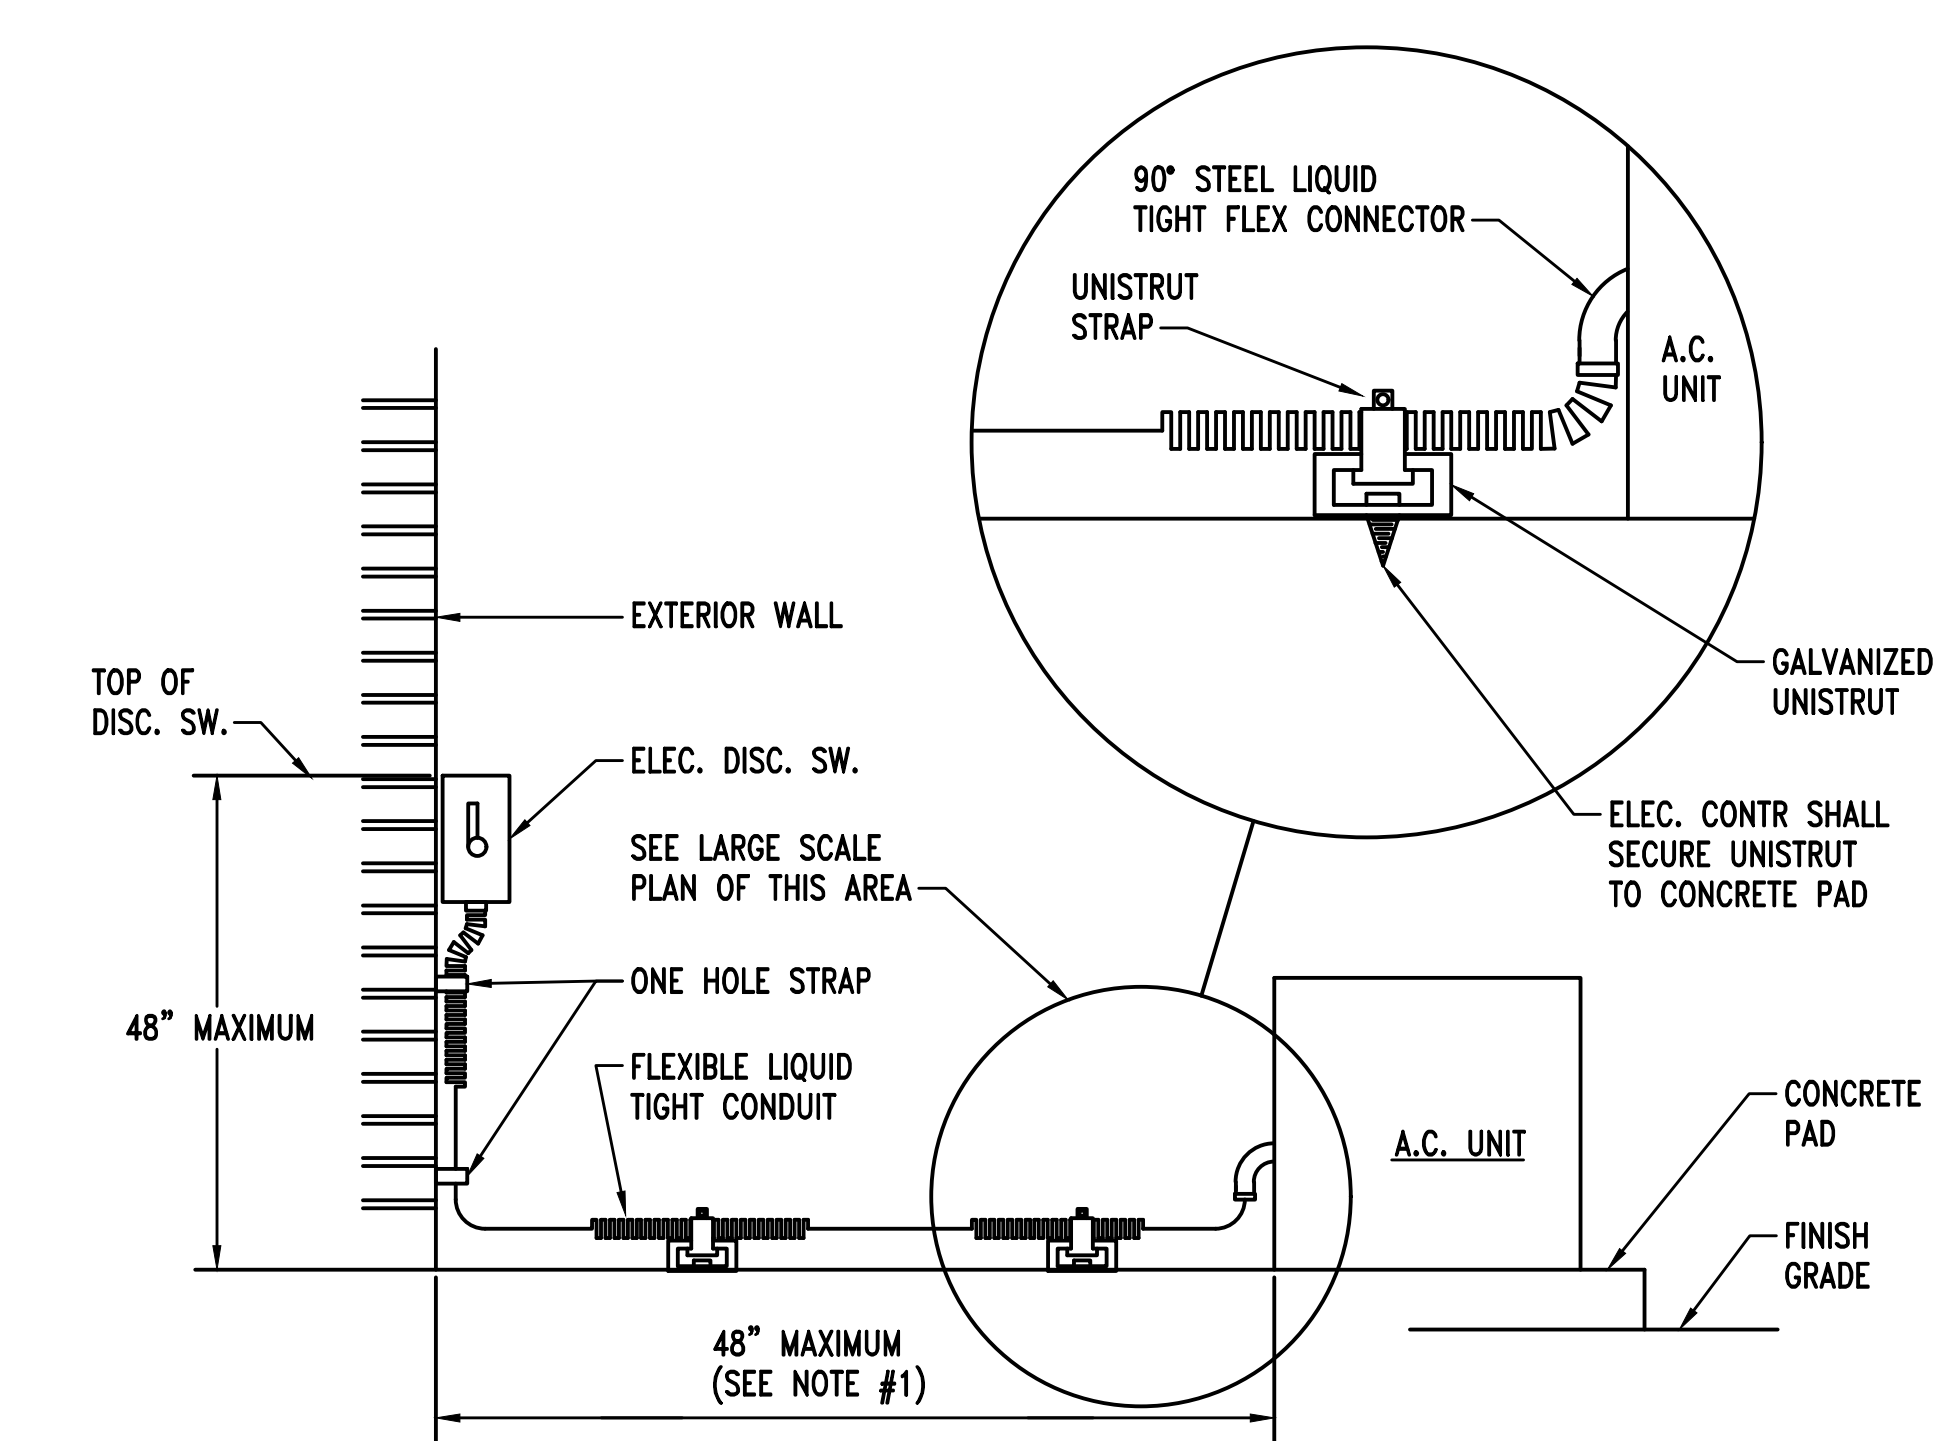 90° STEEL LIQUID
TIGHT FLEX CONNECTOR
UNISTRUT
STRAP
A.C.
UNIT
EXTERIOR WALL
GALVANIZED
UNISTRUT
TOP OF
DISC. SW.
ELEC. DISC. SW.
ELEC. CONTR SHALL
SECURE UNISTRUT
TO CONCRETE PAD
SEE LARGE SCALE
PLAN OF THIS AREA
ONE HOLE STRAP
48" MAXIMUM
FLEXIBLE LIQUID
TIGHT CONDUIT
A.C. UNIT
CONCRETE
PAD
FINISH
GRADE
48" MAXIMUM
(SEE NOTE #1)